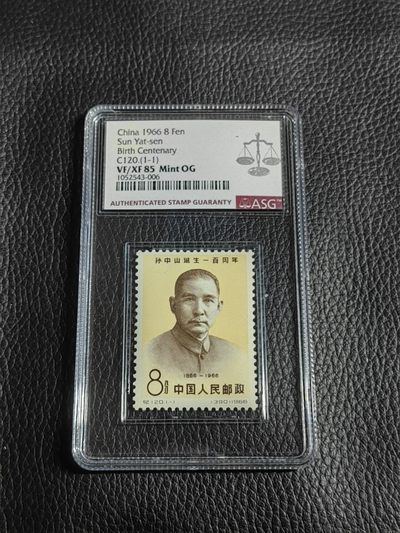 China 1966 8 Fen
Sun Yat-sen
Birth Centenary
C120.(1-1)
VF/XF 85 Mint OG
1052543-006
AUTHENTICATED STAMP GUARANTY
ASG
孙中山诞生一百周年
1866-1966
8分 中国人民邮政
纪120.1-1 (390)1966